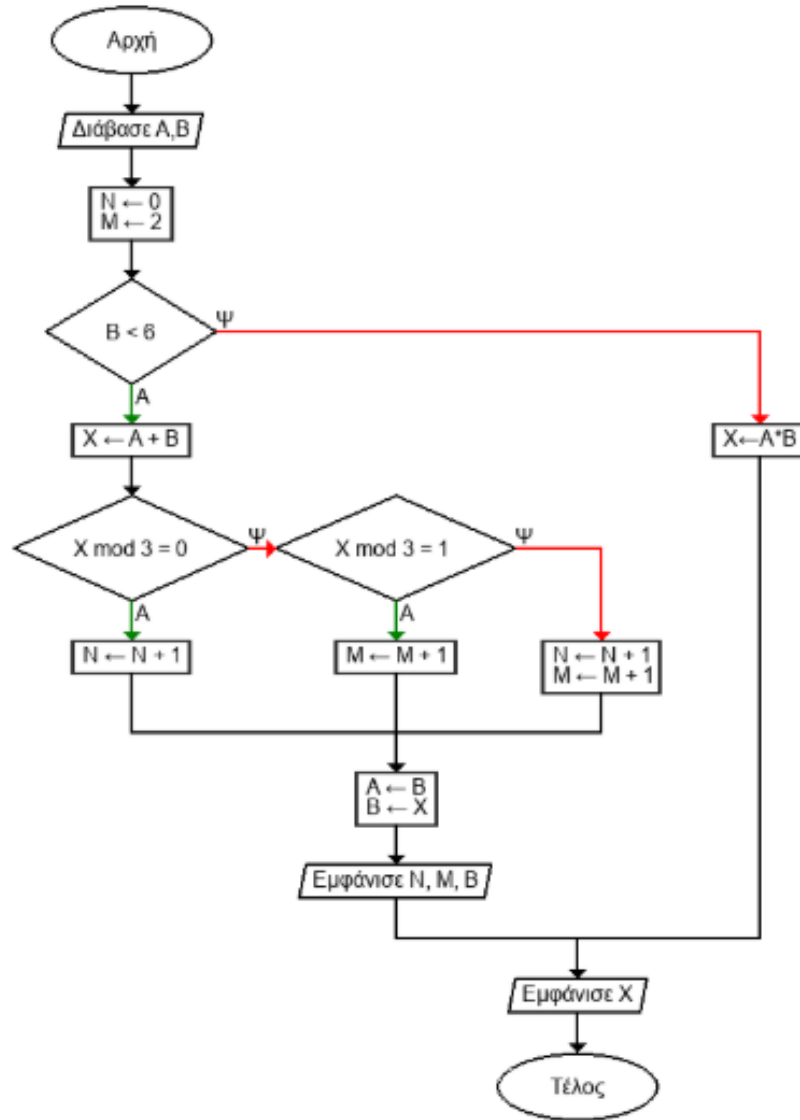 Αρχή
Διάβασε Α,Β
Ν ← 0
Μ ← 2
Β < 6
Ψ
Α
Χ ← Α + Β
Χ←Α*Β
Χ mod 3 = 0
Ψ
Χ mod 3 = 1
Ψ
Α
Α
Ν ← Ν + 1
Μ ← Μ + 1
Ν ← Ν + 1
Μ ← Μ + 1
Α ← Β
Β ← Χ
Εμφάνισε Ν, Μ, Β
Εμφάνισε Χ
Τέλος